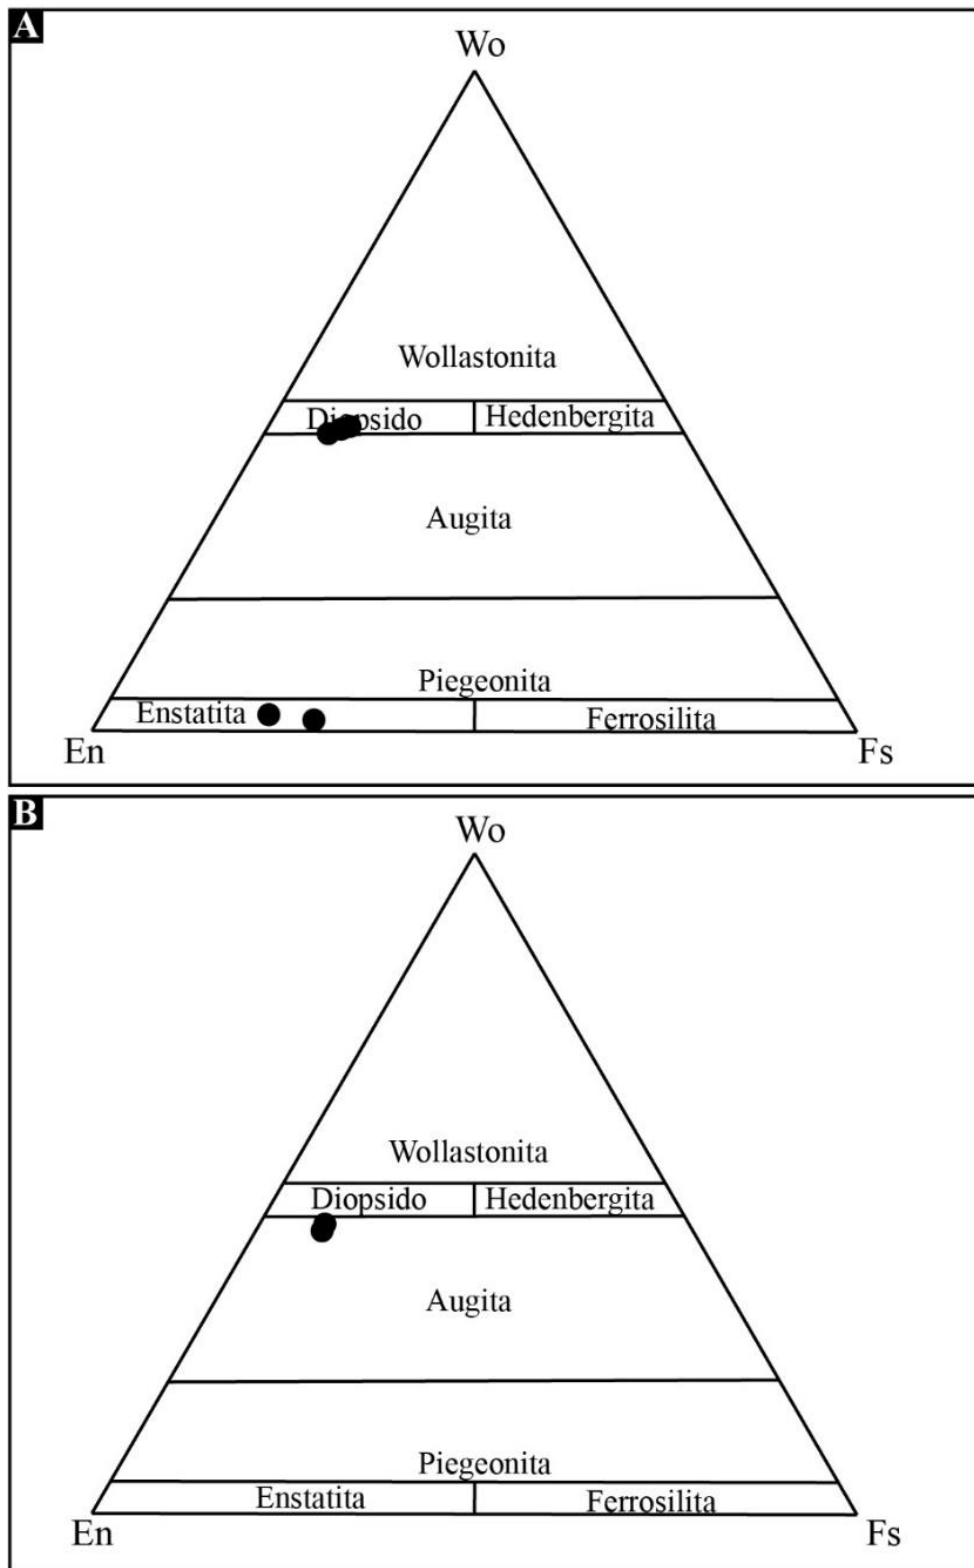 A
Wo
Wollastonita
Diopsido Hedenbergita
Augita
Piegeonita
Enstatita Ferrosilita
En Fs
B
Wo
Wollastonita
Diopsido Hedenbergita
Augita
Piegeonita
Enstatita Ferrosilita
En Fs